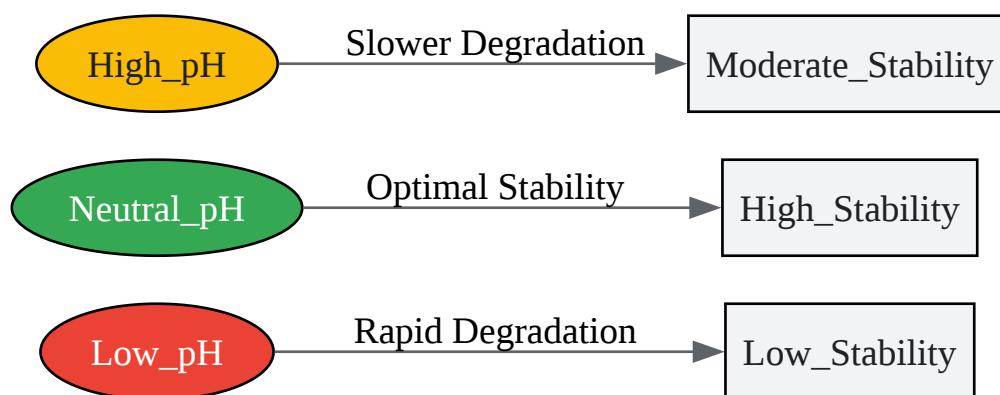 High_pH
Slower Degradation
Moderate_Stability
Neutral_pH
Optimal Stability
High_Stability
Low_pH
Rapid Degradation
Low_Stability